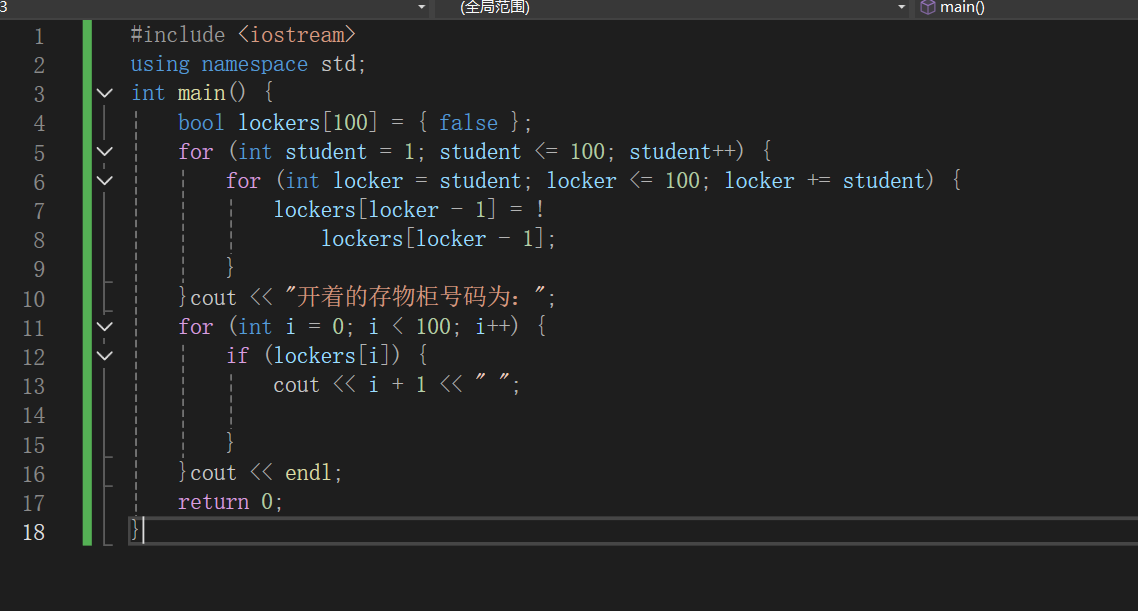 3 (全局范围) main()
1 #include <iostream>
2 using namespace std;
3 int main() {
4 bool lockers[100] = { false };
5 for (int student = 1; student <= 100; student++) {
6 for (int locker = student; locker <= 100; locker += student) {
7 lockers[locker - 1] = !
8 lockers[locker - 1];
9 }
10 }cout << "开着的存物柜号码为：";
11 for (int i = 0; i < 100; i++) {
12 if (lockers[i]) {
13 cout << i + 1 << " ";
14
15 }
16 }cout << endl;
17 return 0;
18 }